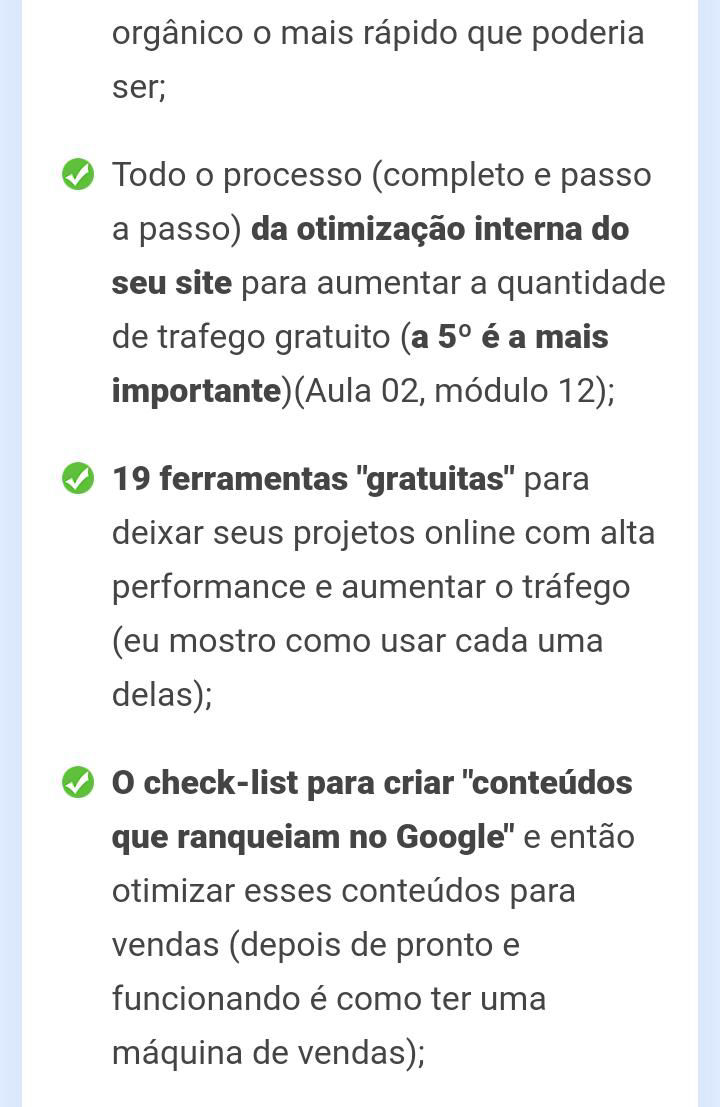 orgânico o mais rápido que poderia
ser;
Todo o processo (completo e passo
a passo) da otimização interna do
seu site para aumentar a quantidade
de trafego gratuito (a 5º é a mais
importante)(Aula 02, módulo 12);
19 ferramentas "gratuitas" para
deixar seus projetos online com alta
performance e aumentar o tráfego
(eu mostro como usar cada uma
delas);
O check-list para criar "conteúdos
que ranqueiam no Google" e então
otimizar esses conteúdos para
vendas (depois de pronto e
funcionando é como ter uma
máquina de vendas);